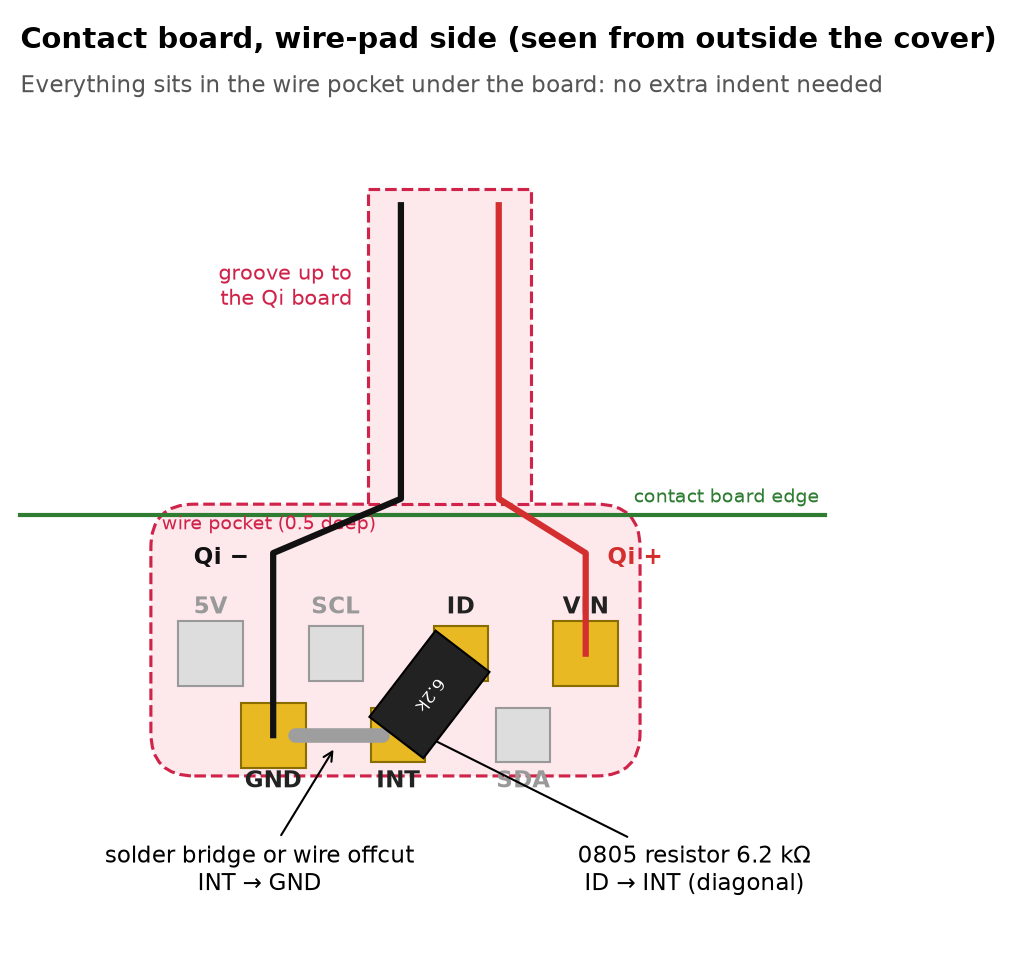 Contact board, wire-pad side (seen from outside the cover)
Everything sits in the wire pocket under the board: no extra indent needed
groove up to
the Qi board
contact board edge
wire pocket (0.5 deep)
Qi −
Qi +
5V
SCL
ID
VIN
6.2k
GND
INT
SDA
solder bridge or wire offcut
INT → GND
0805 resistor 6.2 kΩ
ID → INT (diagonal)